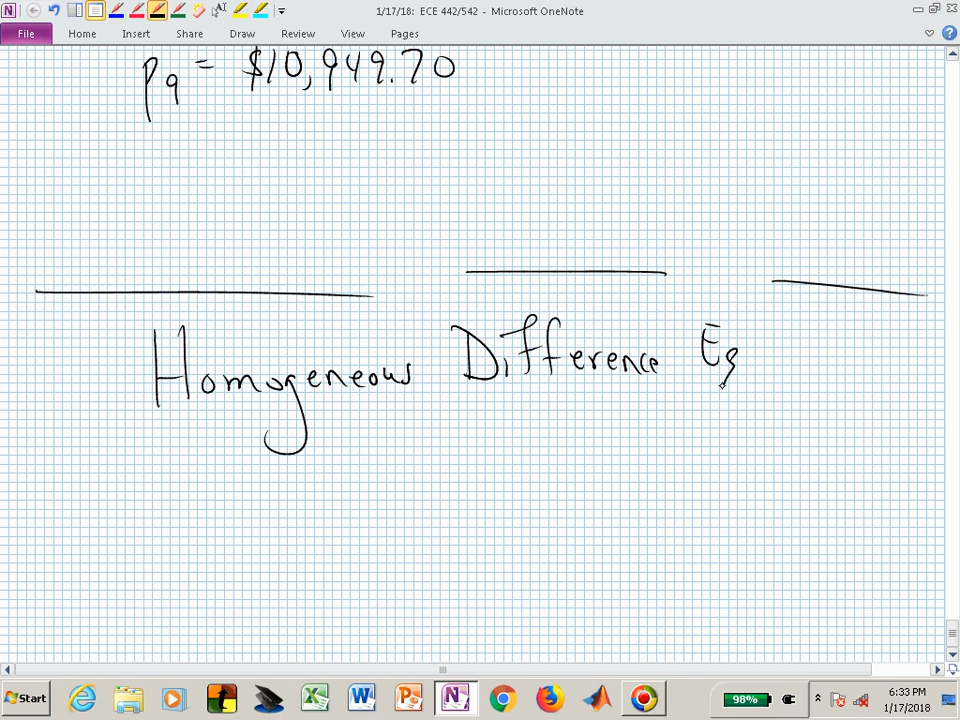 1/17/18: ECE 442/542 - Microsoft OneNote
File Home Insert Share Draw Review View Pages
p9 = $10,949.70
Homogeneous Difference Eq
Start
98%
6:33 PM
1/17/2018